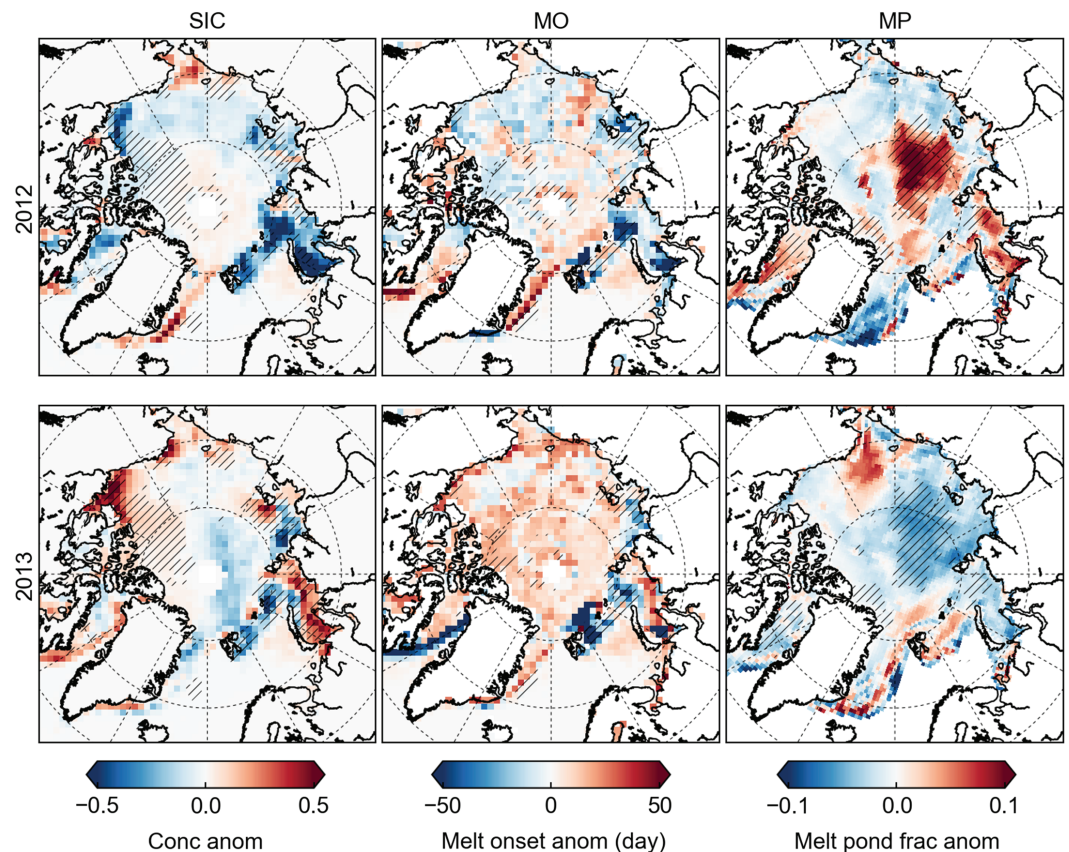 SIC MO MP
2012
2013
−0.5 0.0 0.5 −50 0 50 −0.1 0.0 0.1
Conc anom Melt onset anom (day) Melt pond frac anom